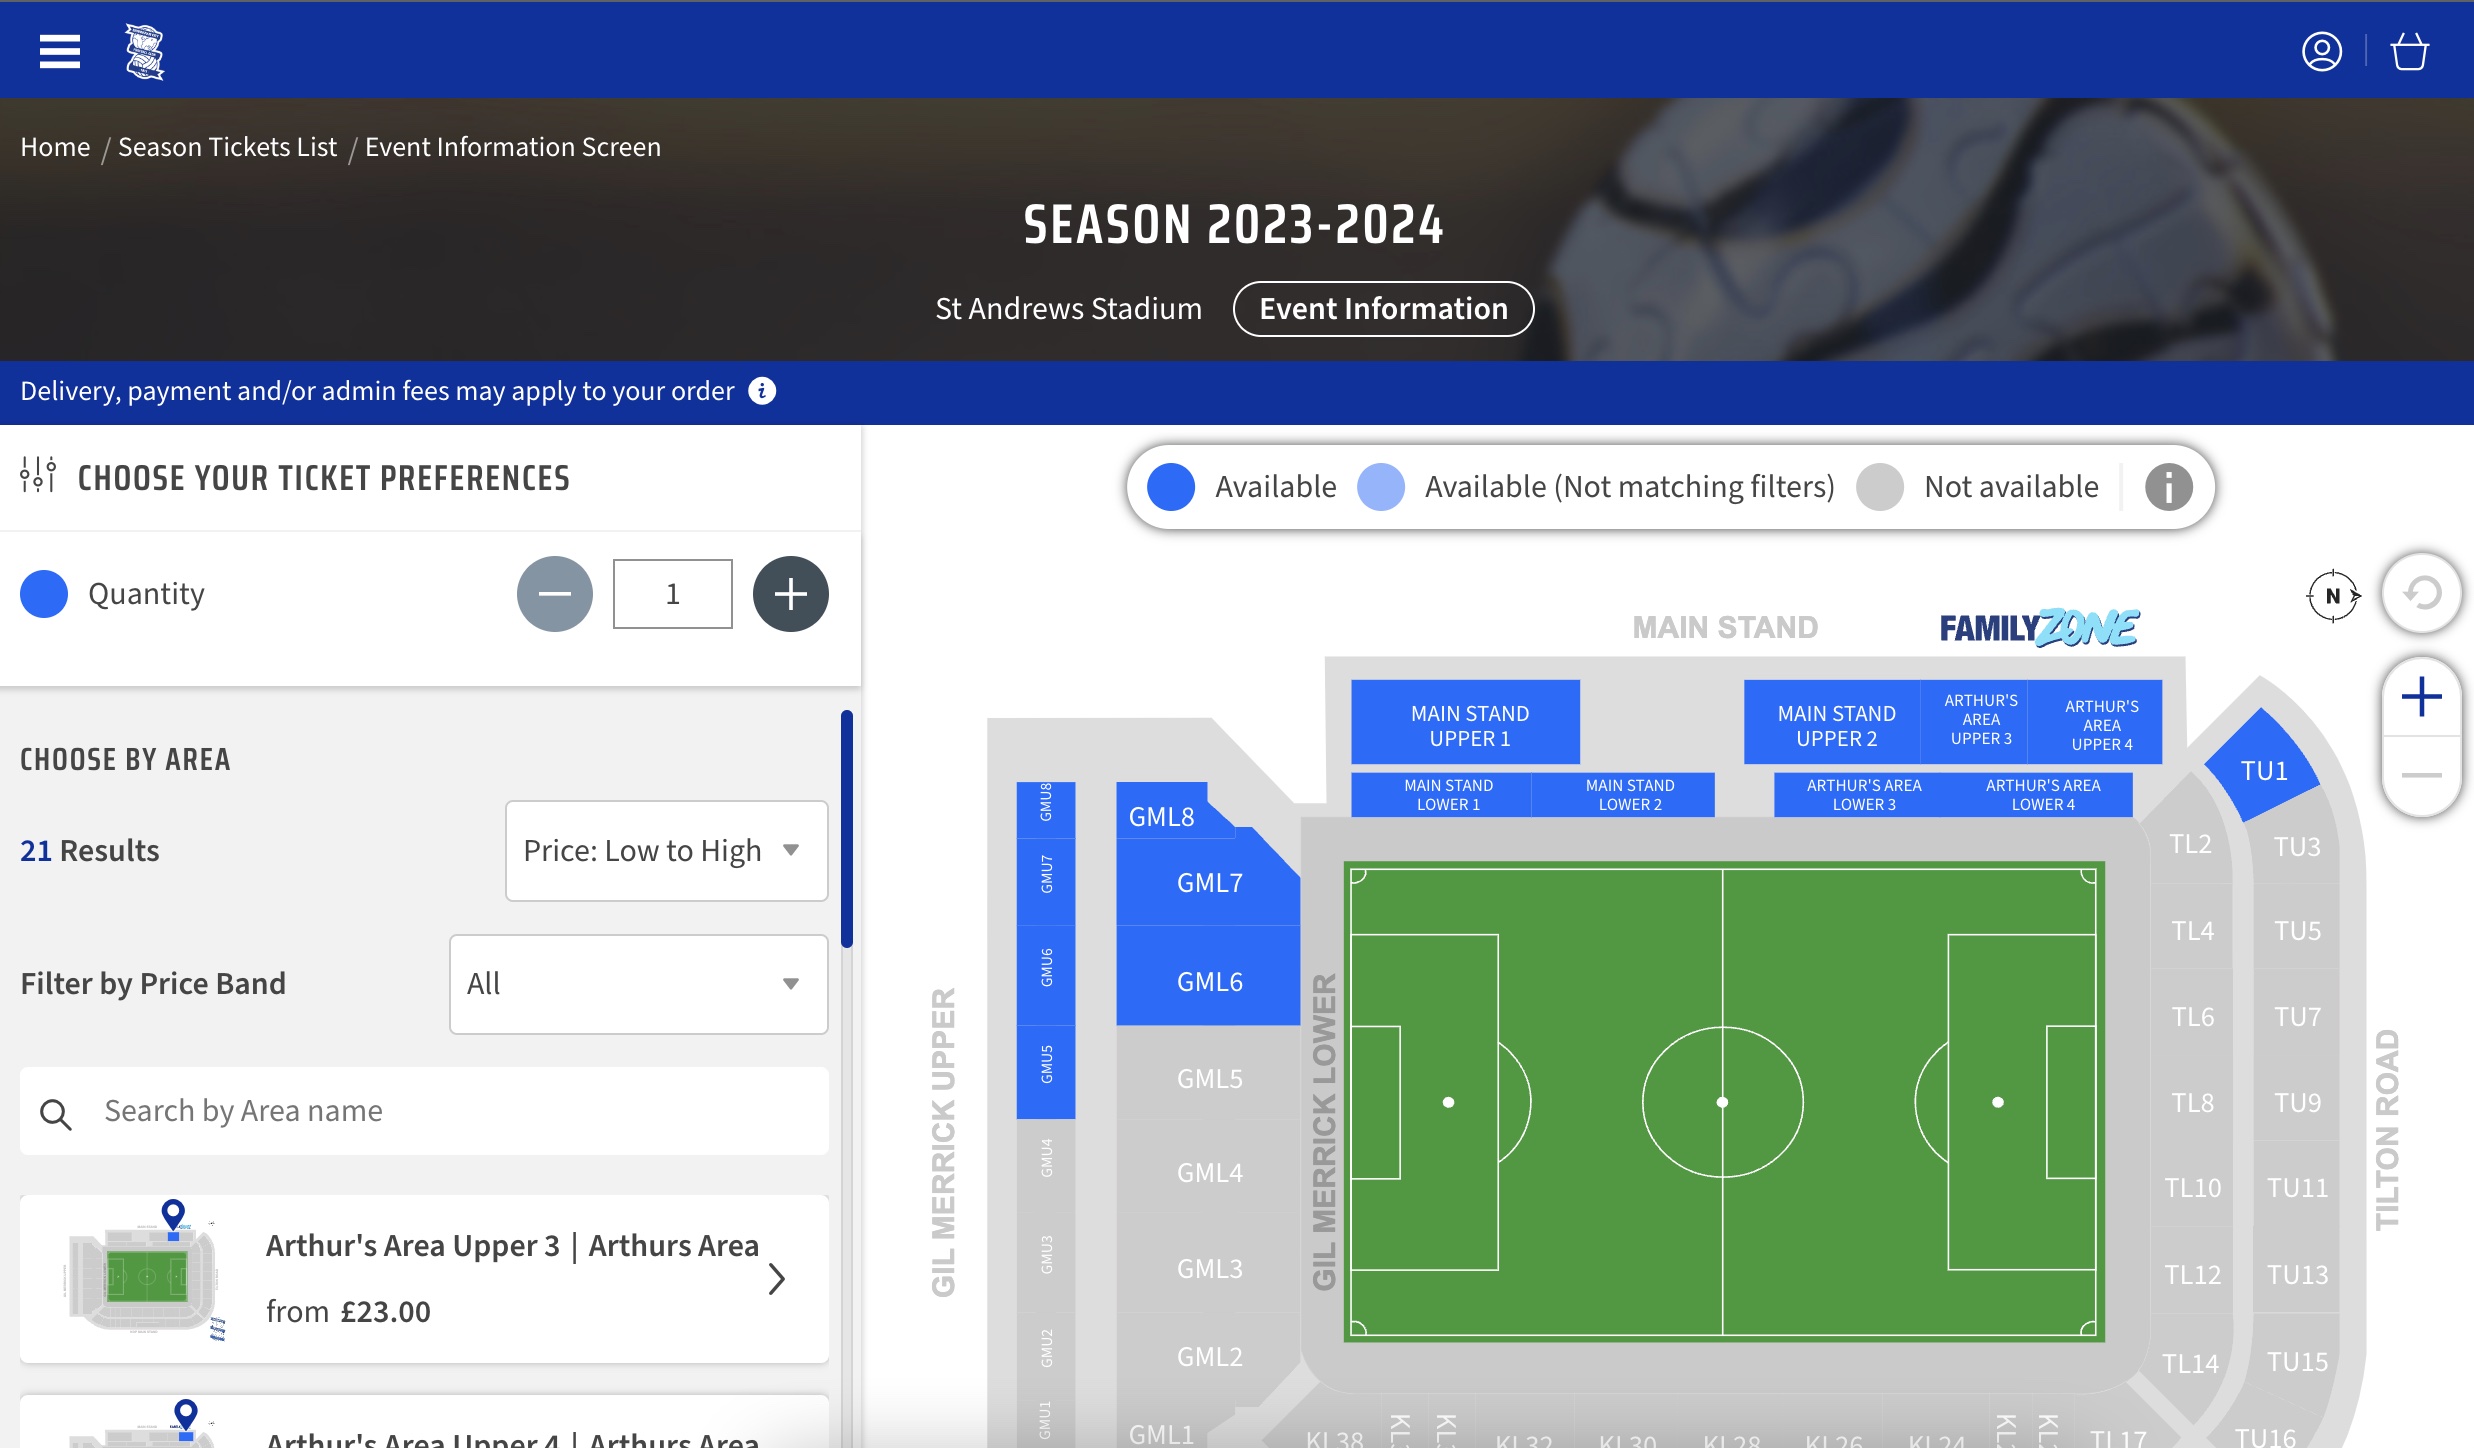 Home / Season Tickets List / Event Information Screen
SEASON 2023-2024
St Andrews Stadium
Event Information
Delivery, payment and/or admin fees may apply to your order
CHOOSE YOUR TICKET PREFERENCES
Quantity
1
CHOOSE BY AREA
21 Results
Price: Low to High
Filter by Price Band
All
Search by Area name
Arthur's Area Upper 3 | Arthurs Area
from £23.00
Arthur's Area Upper 4 | Arthurs Area
Available
Available (Not matching filters)
Not available
N
MAIN STAND
FAMILY ZONE
MAIN STAND
UPPER 1
MAIN STAND
UPPER 2
ARTHUR'S
AREA
UPPER 3
ARTHUR'S
AREA
UPPER 4
MAIN STAND
LOWER 1
MAIN STAND
LOWER 2
ARTHUR'S AREA
LOWER 3
ARTHUR'S AREA
LOWER 4
GIL MERRICK UPPER
GMU8
GMU7
GMU6
GMU5
GMU4
GMU3
GMU2
GMU1
GML8
GML7
GML6
GML5
GML4
GML3
GML2
GML1
GIL MERRICK LOWER
TU1
TL2
TU3
TL4
TU5
TL6
TU7
TL8
TU9
TL10
TU11
TL12
TU13
TL14
TU15
TL17
TU16
TILTON ROAD
KL38
KL32
KL30
KL28
KL26
KL24